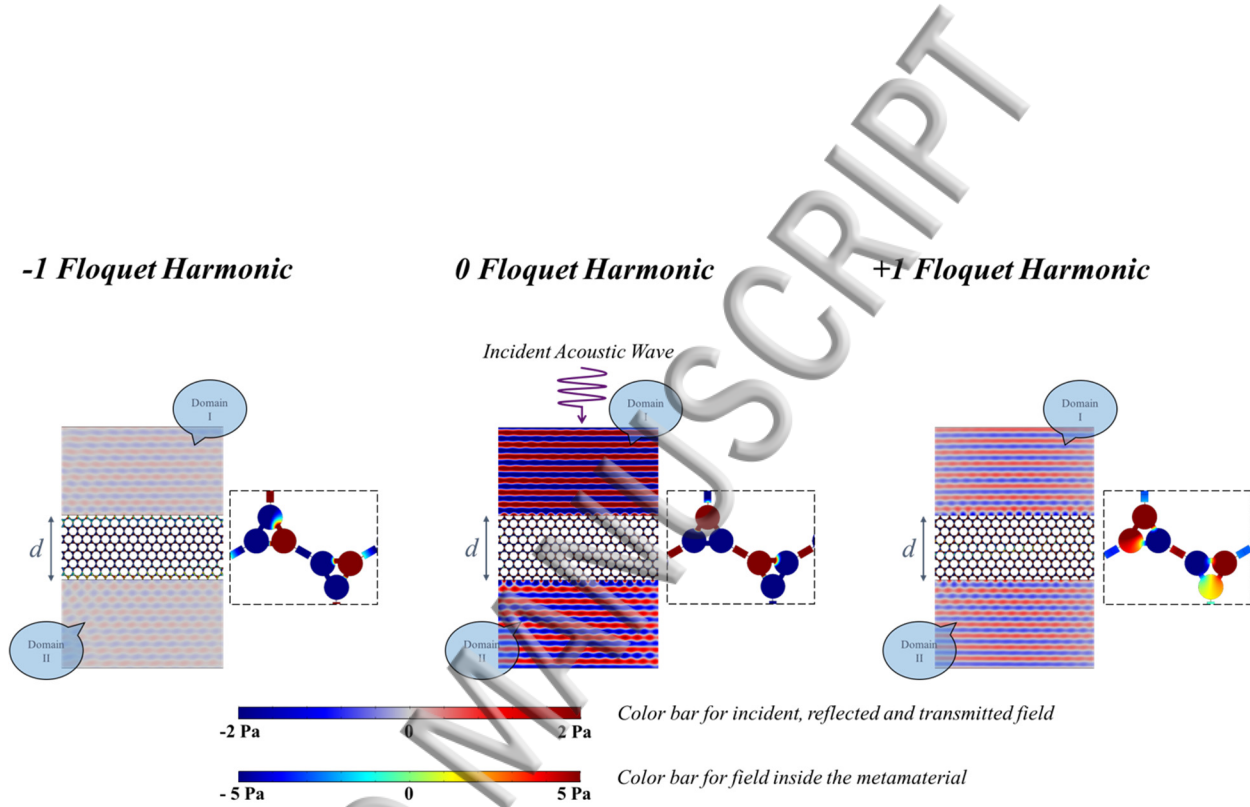 -1 Floquet Harmonic
0 Floquet Harmonic
+1 Floquet Harmonic
Incident Acoustic Wave
Domain
I
Domain
I
Domain
I
d
d
d
Domain
II
Domain
II
Domain
II
Color bar for incident, reflected and transmitted field
-2 Pa 0 2 Pa
Color bar for field inside the metamaterial
- 5 Pa 0 5 Pa
MANUSCRIPT